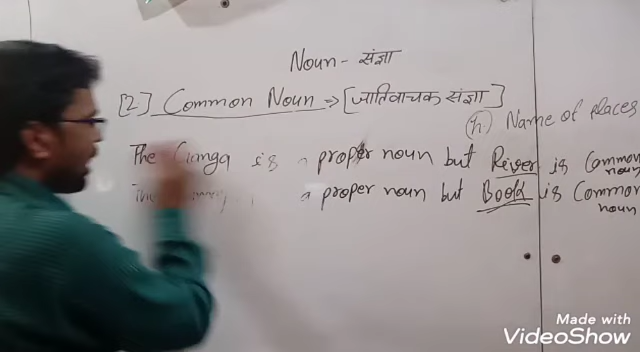 Noun - संज्ञा
[2] Common Noun => [जातिवाचक संज्ञा]
(h.) Name of places
The Ganga is a proper noun but River is Common noun
The a proper noun but Book is Common noun
Made with
VideoShow